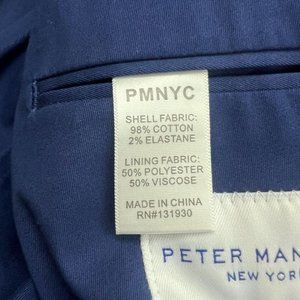 PMNYC
SHELL FABRIC:
98% COTTON
2% ELASTANE
LINING FABRIC:
50% POLYESTER
50% VISCOSE
MADE IN CHINA
RN#131930
PETER MAN
NEW YOR